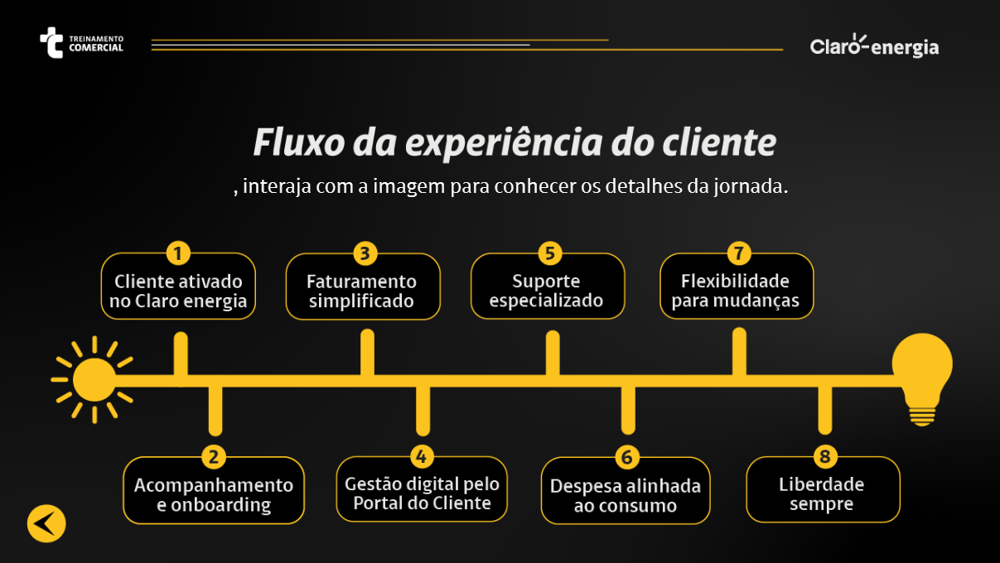 TREINAMENTO
COMERCIAL
Claro-energia
Fluxo da experiência do cliente
, interaja com a imagem para conhecer os detalhes da jornada.
1
Cliente ativado
no Claro energia
3
Faturamento
simplificado
5
Suporte
especializado
7
Flexibilidade
para mudanças
2
Acompanhamento
e onboarding
4
Gestão digital pelo
Portal do Cliente
6
Despesa alinhada
ao consumo
8
Liberdade
sempre